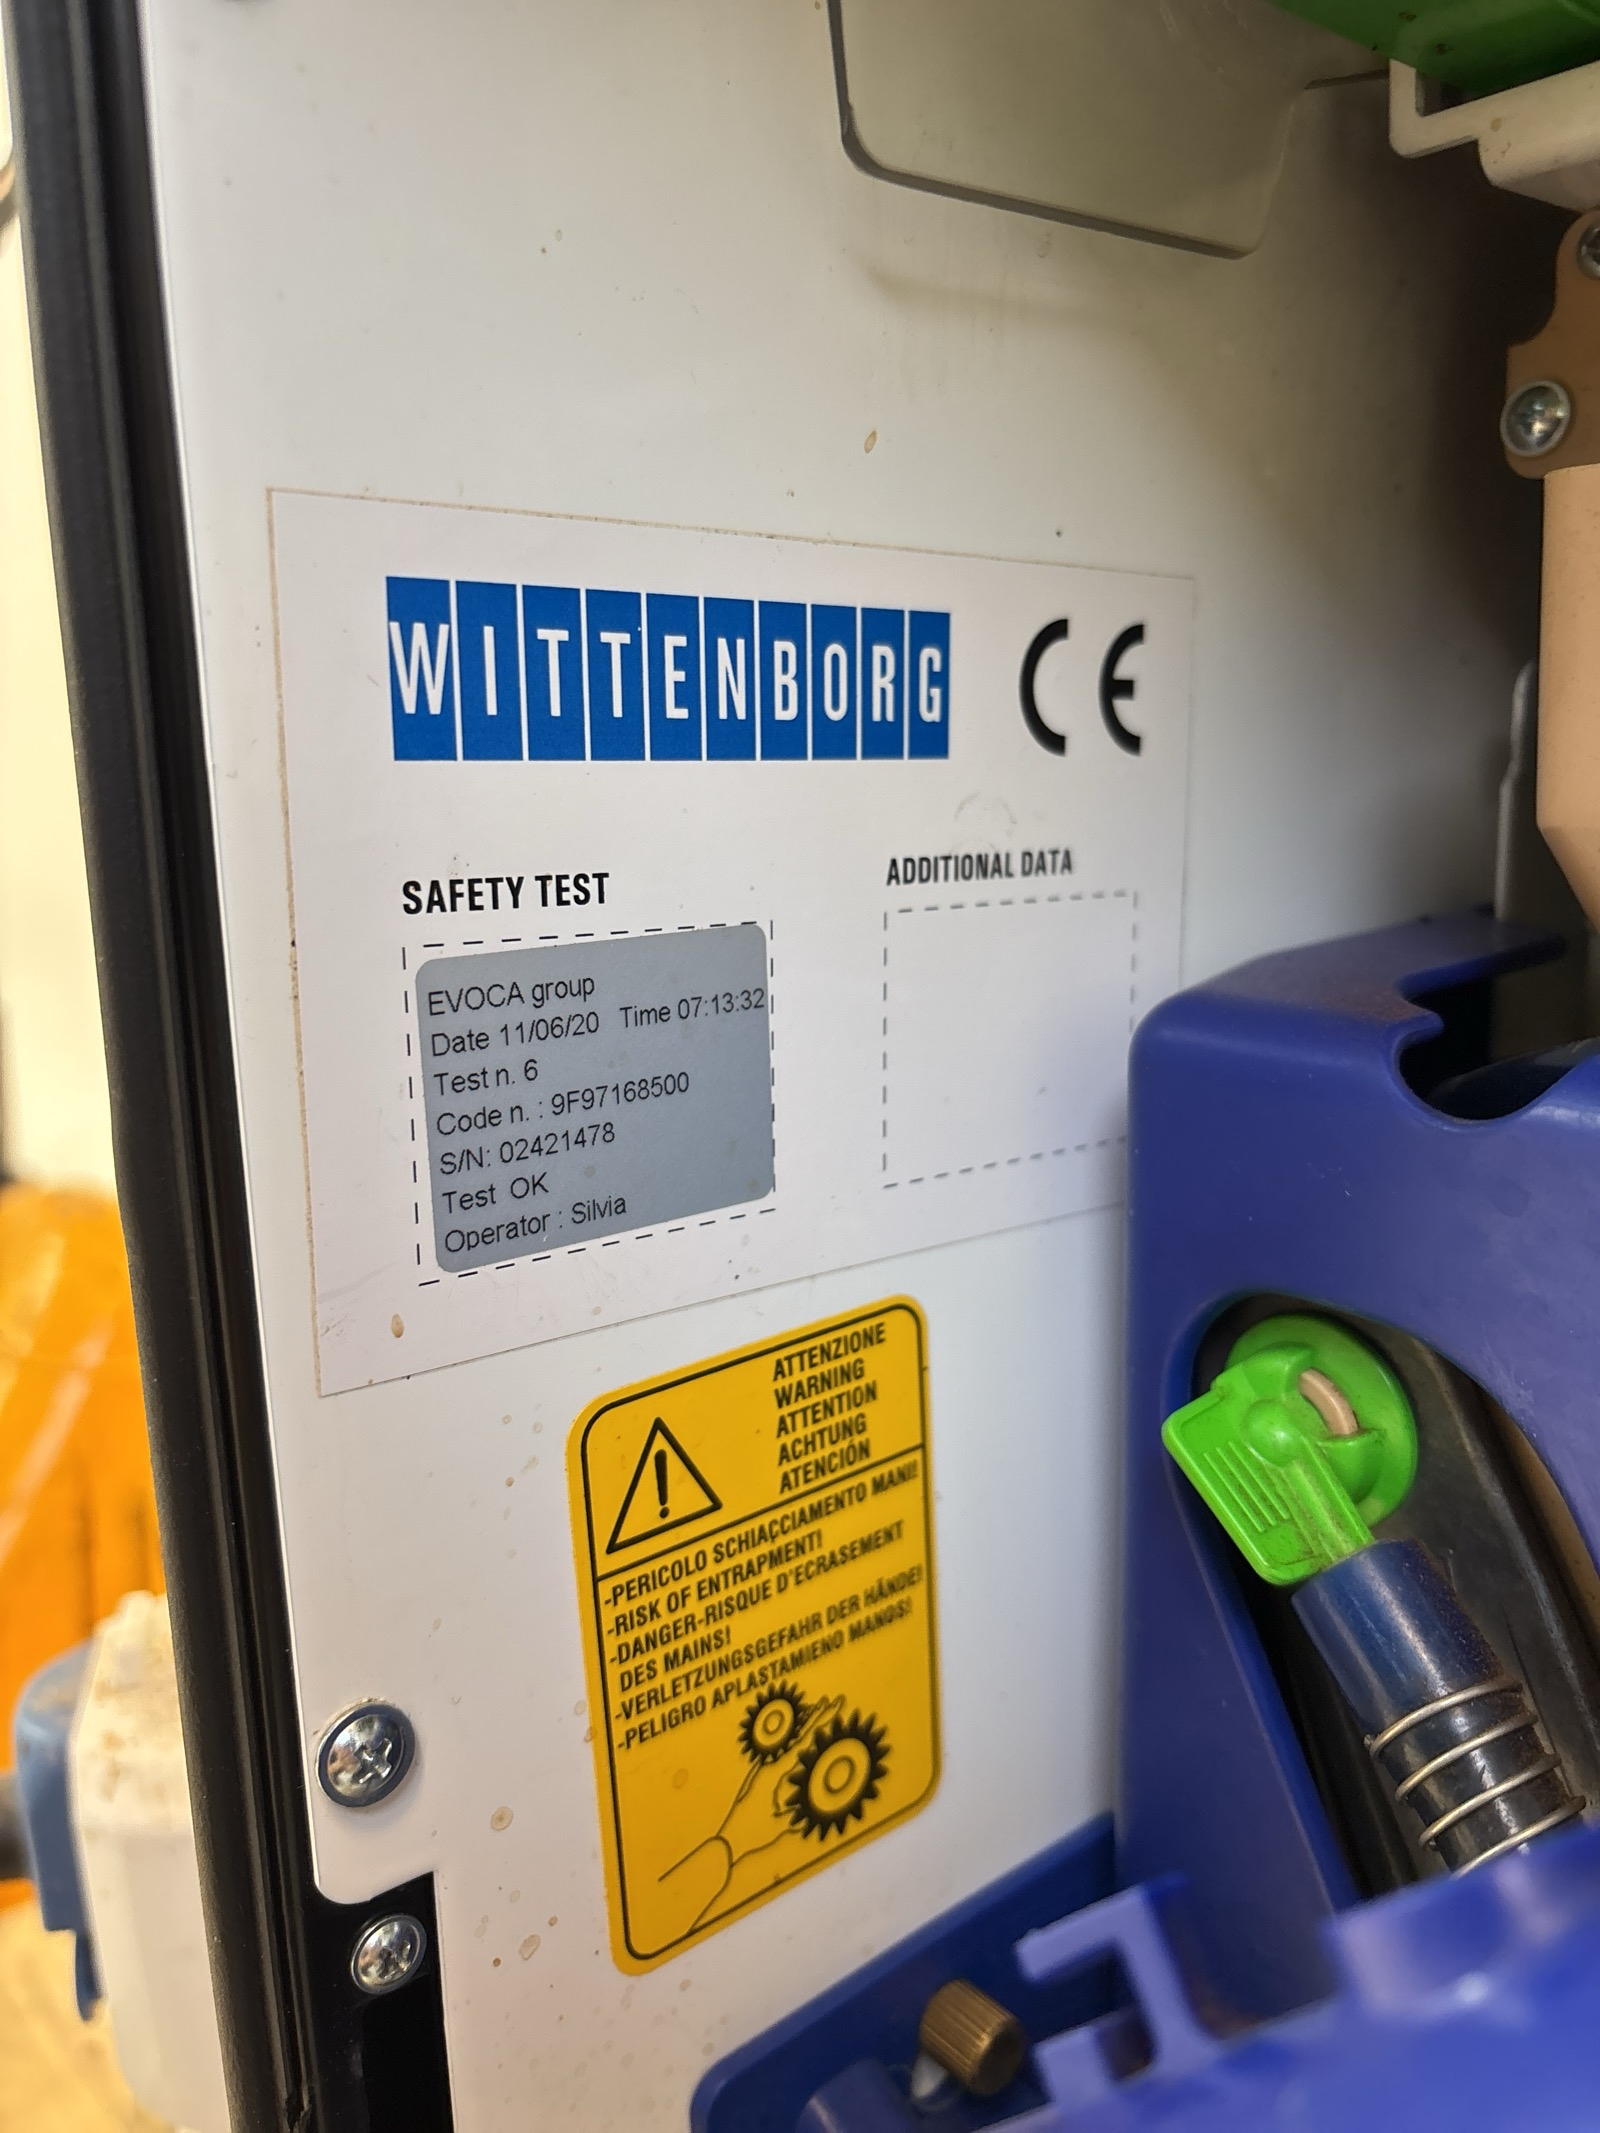 WITTENBORG CE
SAFETY TEST
ADDITIONAL DATA
EVOCA group
Date 11/06/20 Time 07:13:32
Test n. 6
Code n. : 9F97168500
S/N: 02421478
Test OK
Operator : Silvia
ATTENZIONE
WARNING
ATTENTION
ACHTUNG
ATENCIÓN
-PERICOLO SCHIACCIAMENTO MANI!
-RISK OF ENTRAPMENT!
-DANGER-RISQUE D'ECRASEMENT
DES MAINS!
-VERLETZUNGSGEFAHR DER HÄNDE!
-PELIGRO APLASTAMIENO MANOS!